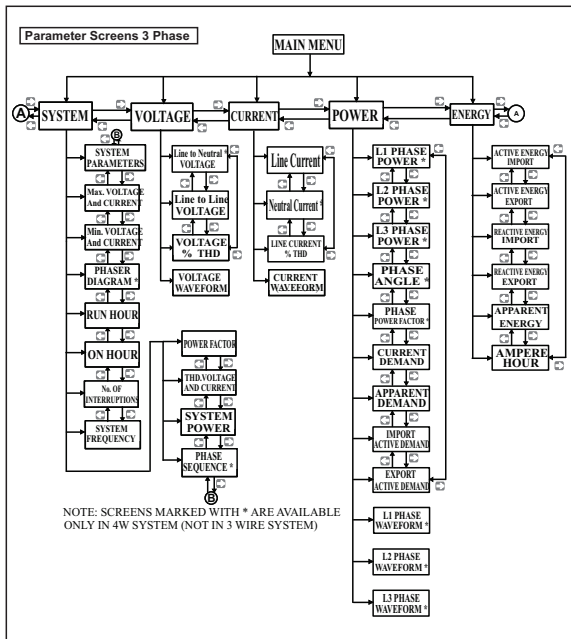 Parameter Screens 3 Phase
MAIN MENU
A
SYSTEM
VOLTAGE
CURRENT
POWER
ENERGY
A
B
SYSTEM
PARAMETERS
Max. VOLTAGE
And CURRENT
Min. VOLTAGE
And CURRENT
PHASER
DIAGRAM *
RUN HOUR
ON HOUR
No. OF
INTERRUPTIONS
SYSTEM
FREQUENCY
Line to Neutral *
VOLTAGE
Line to Line
VOLTAGE
VOLTAGE
% THD
VOLTAGE
WAVEFORM
POWER FACTOR
THD.VOLTAGE
AND CURRENT
SYSTEM
POWER
PHASE
SEQUENCE *
B
Line Current
Neutral Current *
LINE CURRENT
% THD
CURRENT
WAVEFORM
L1 PHASE
POWER *
L2 PHASE
POWER *
L3 PHASE
POWER *
PHASE
ANGLE *
PHASE
POWER FACTOR *
CURRENT
DEMAND
APPARENT
DEMAND
IMPORT
ACTIVE DEMAND
EXPORT
ACTIVE DEMAND
L1 PHASE
WAVEFORM *
L2 PHASE
WAVEFORM *
L3 PHASE
WAVEFORM *
ACTIVE ENERGY
IMPORT
ACTIVE ENERGY
EXPORT
REACTIVE ENERGY
IMPORT
REACTIVE ENERGY
EXPORT
APPARENT
ENERGY
AMPERE
HOUR
NOTE: SCREENS MARKED WITH * ARE AVAILABLE
ONLY IN 4W SYSTEM (NOT IN 3 WIRE SYSTEM)